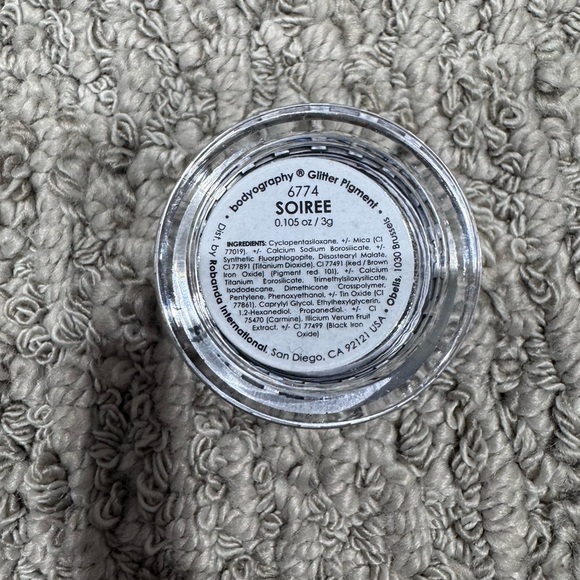 bodyography ® Glitter Pigment
6774
SOIREE
0.105 oz / 3g
INGREDIENTS: Cyclopentasiloxane, +/- Mica (CI
77019), +/- Calcium Sodium Borosilicate, +/-
Synthetic Fluorphlogopite, Diisostearyl Malate,
CI 77891 (Titanium Dioxide), CI 77491 (Red / Brown
Iron Oxide) (Pigment red 101), +/- Calcium
Titanium Borosilicate, Trimethylsiloxysilicate,
Isododecane, Dimethicone Crosspolymer,
Pentylene, Phenoxyethanol, +/- Tin Oxide (CI
77861), Caprylyl Glycol, Ethylhexylglycerin,
1,2-Hexanediol, Propanediol, +/- CI
75470 (Carmine), Illicium Verum Fruit
Extract, +/- CI 77499 (Black Iron
Oxide)
• Dist. by Robanda International, San Diego, CA 92121 USA • Obelis, 1030 Brussels •